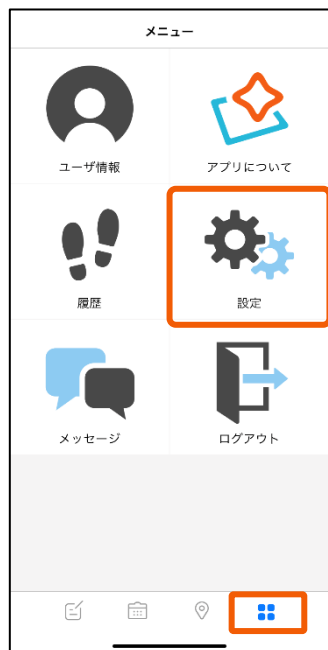 メニュー
ユーザ情報
アプリについて
履歴
設定
メッセージ
ログアウト